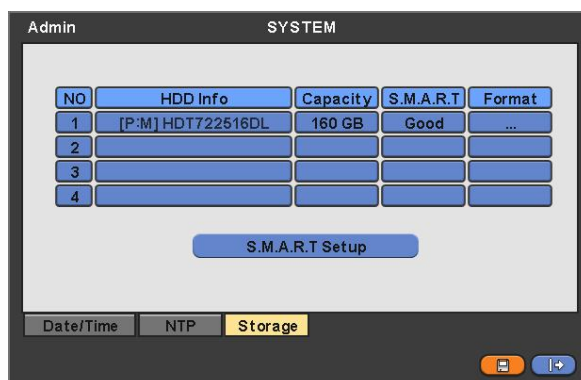 Admin SYSTEM
NO HDD Info Capacity S.M.A.R.T Format
1 [P:M] HDT722516DL 160 GB Good ...
2
3
4
S.M.A.R.T Setup
Date/Time NTP Storage